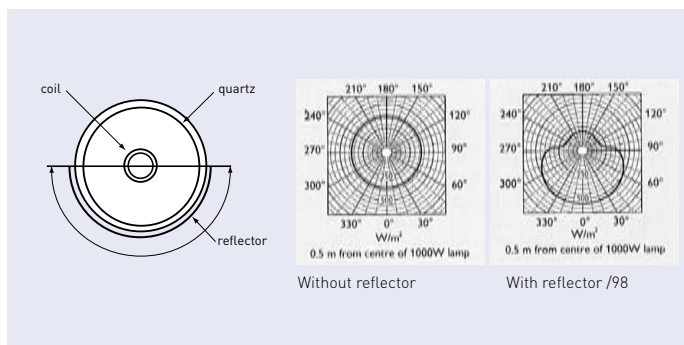 coil
quartz
reflector
210° 180° 150°
240° 120°
270° 90°
300° 60°
330° 0° 30°
W/m²
0.5 m from centre of 1000W lamp
Without reflector
210° 180° 150°
240° 120°
270° 90°
300° 60°
330° 0° 30°
W/m²
0.5 m from centre of 1000W lamp
With reflector /98